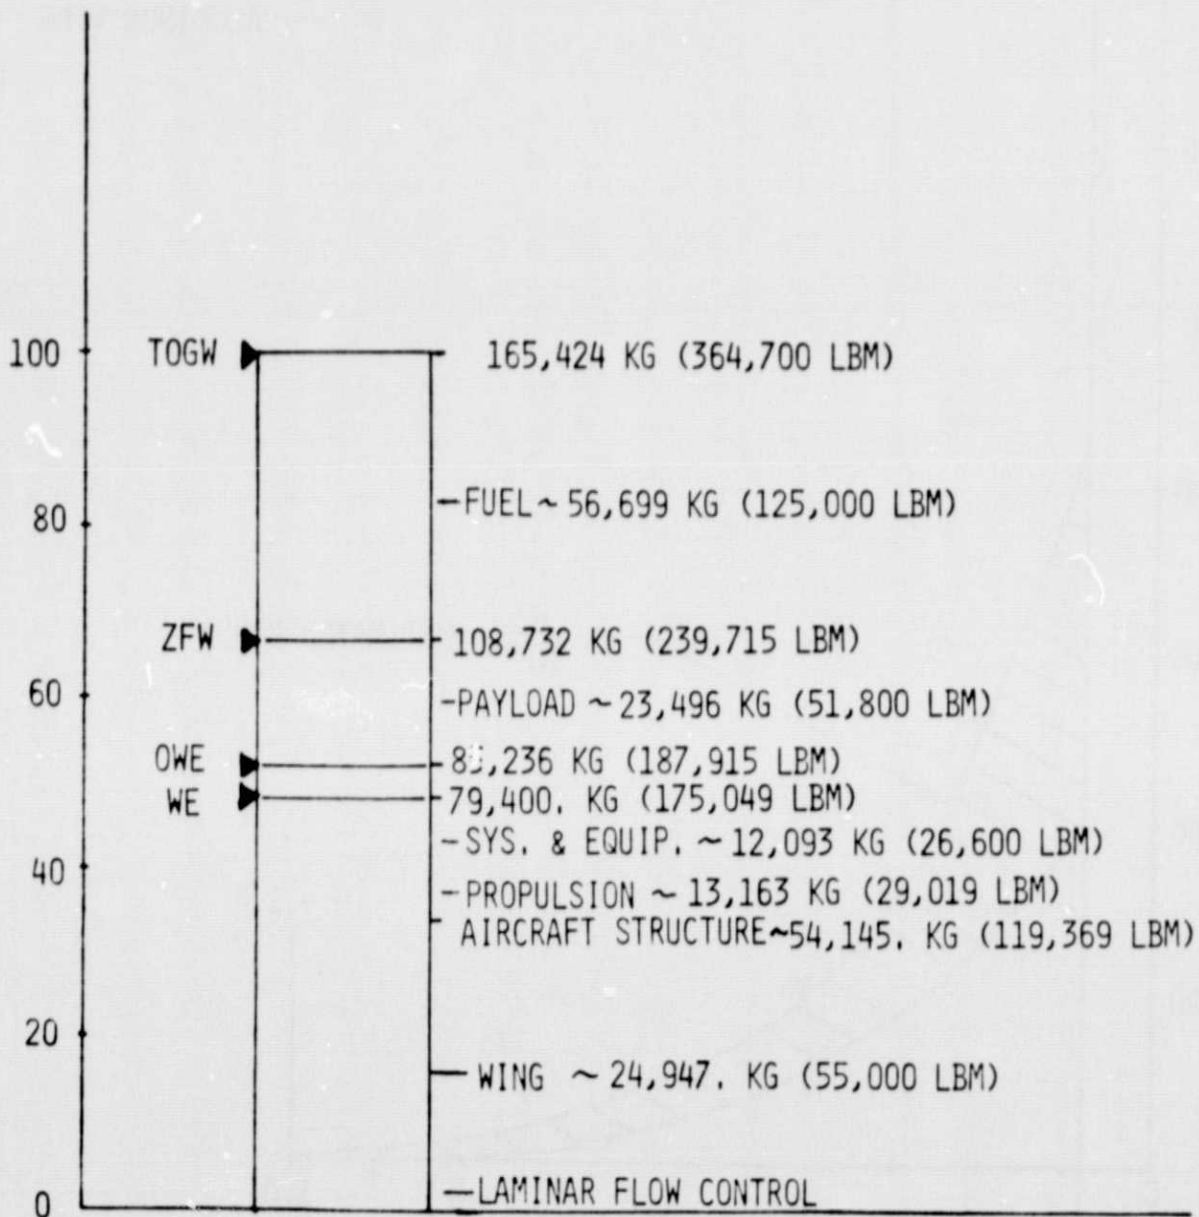 100
TOGW
165,424 KG (364,700 LBM)
FUEL~ 56,699 KG (125,000 LBM)
80
ZFW
108,732 KG (239,715 LBM)
60
PAYLOAD ~ 23,496 KG (51,800 LBM)
OWE
KG (187,915 LBM)
WE
79,400. KG (175,049 LBM)
SYS. & EQUIP. ~ 12,093 KG (26,600 LBM)
40
PROPULSION ~ 13,163 KG (29,019 LBM)
AIRCRAFT STRUCTURE~54,145. KG (119,369 LBM)
20
WING ~ 24,947. KG (55,000 LBM)
LAMINAR FLOW CONTROL
0